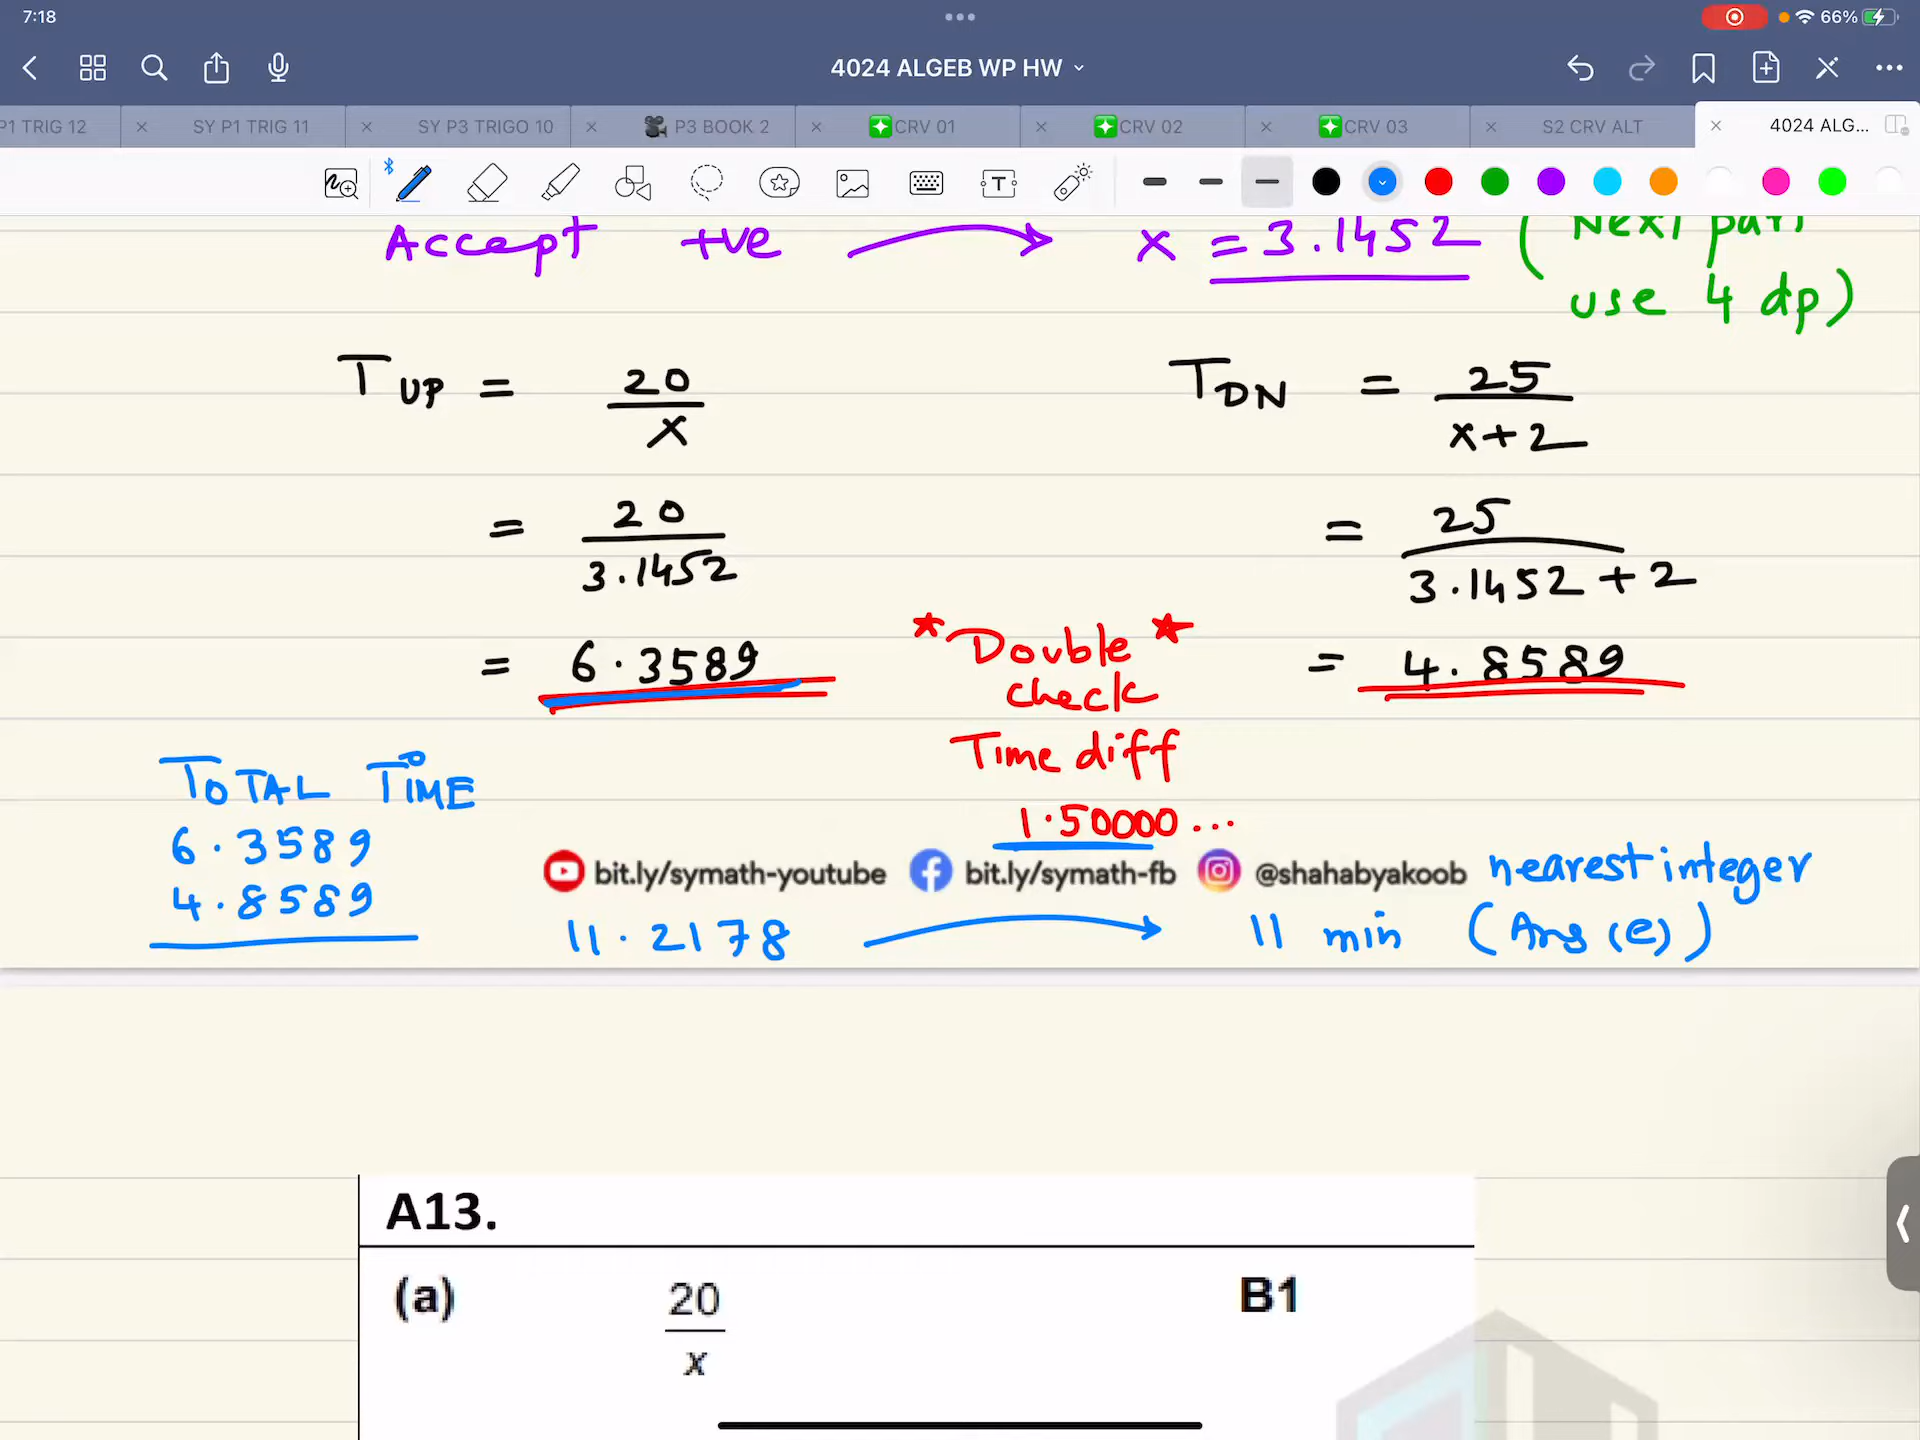 7:18
66%
4024 ALGEB WP HW
P1 TRIG 12
SY P1 TRIG 11
SY P3 TRIGO 10
P3 BOOK 2
CRV 01
CRV 02
CRV 03
S2 CRV ALT
4024 ALG...
Accept +ve → x = 3.1452 (Next part
use 4 dp)
T UP = 20/x
T DN = 25/x+2
= 20/3.1452
= 25/3.1452 + 2
= 6.3589
* Double *
check
= 4.8589
Time diff
1.50000...
TOTAL TIME
6.3589
4.8589
bit.ly/symath-youtube bit.ly/symath-fb @shahabyakoob
nearest integer
11.2178 → 11 min (Ans (e))
A13.
(a) 20/x B1